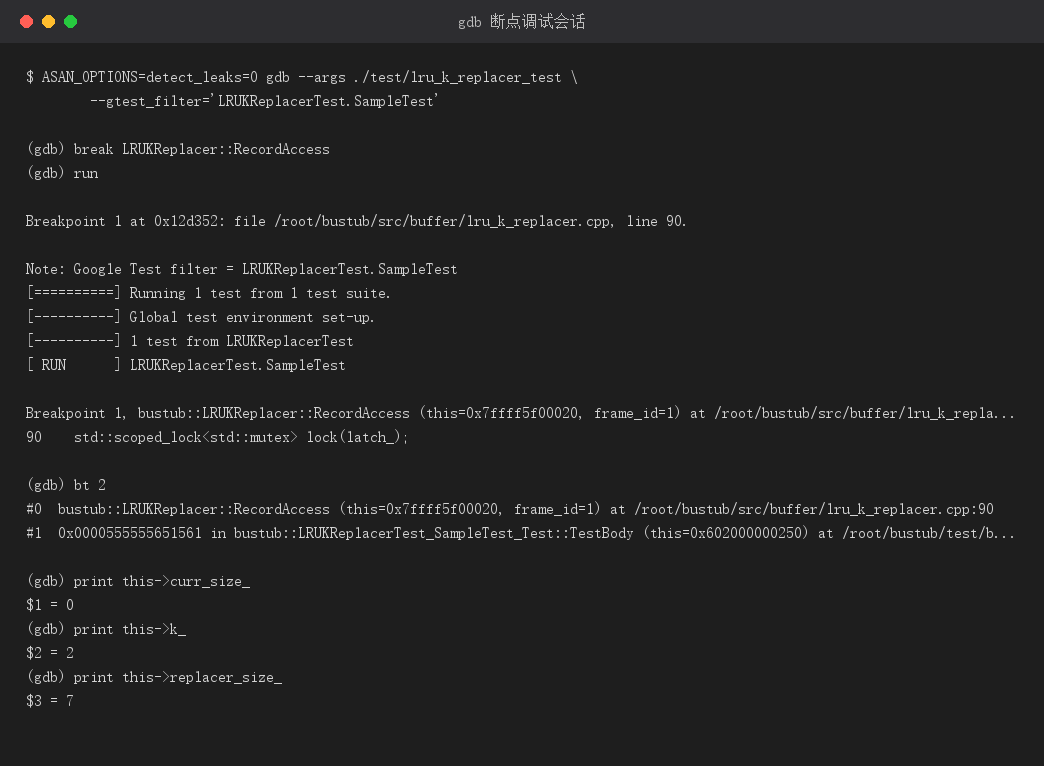 gdb 断点调试会话
$ ASAN_OPTIONS=detect_leaks=0 gdb --args ./test/lru_k_replacer_test \
--gtest_filter='LRUKReplacerTest.SampleTest'
(gdb) break LRUKReplacer::RecordAccess
(gdb) run
Breakpoint 1 at 0x12d352: file /root/bustub/src/buffer/lru_k_replacer.cpp, line 90.
Note: Google Test filter = LRUKReplacerTest.SampleTest
[==========] Running 1 test from 1 test suite.
[----------] Global test environment set-up.
[----------] 1 test from LRUKReplacerTest
[ RUN      ] LRUKReplacerTest.SampleTest
Breakpoint 1, bustub::LRUKReplacer::RecordAccess (this=0x7ffff5f00020, frame_id=1) at /root/bustub/src/buffer/lru_k_repla...
90    std::scoped_lock<std::mutex> lock(latch_);
(gdb) bt 2
#0  bustub::LRUKReplacer::RecordAccess (this=0x7ffff5f00020, frame_id=1) at /root/bustub/src/buffer/lru_k_replacer.cpp:90
#1  0x0000555555651561 in bustub::LRUKReplacerTest_SampleTest_Test::TestBody (this=0x602000000250) at /root/bustub/test/b...
(gdb) print this->curr_size_
$1 = 0
(gdb) print this->k_
$2 = 2
(gdb) print this->replacer_size_
$3 = 7